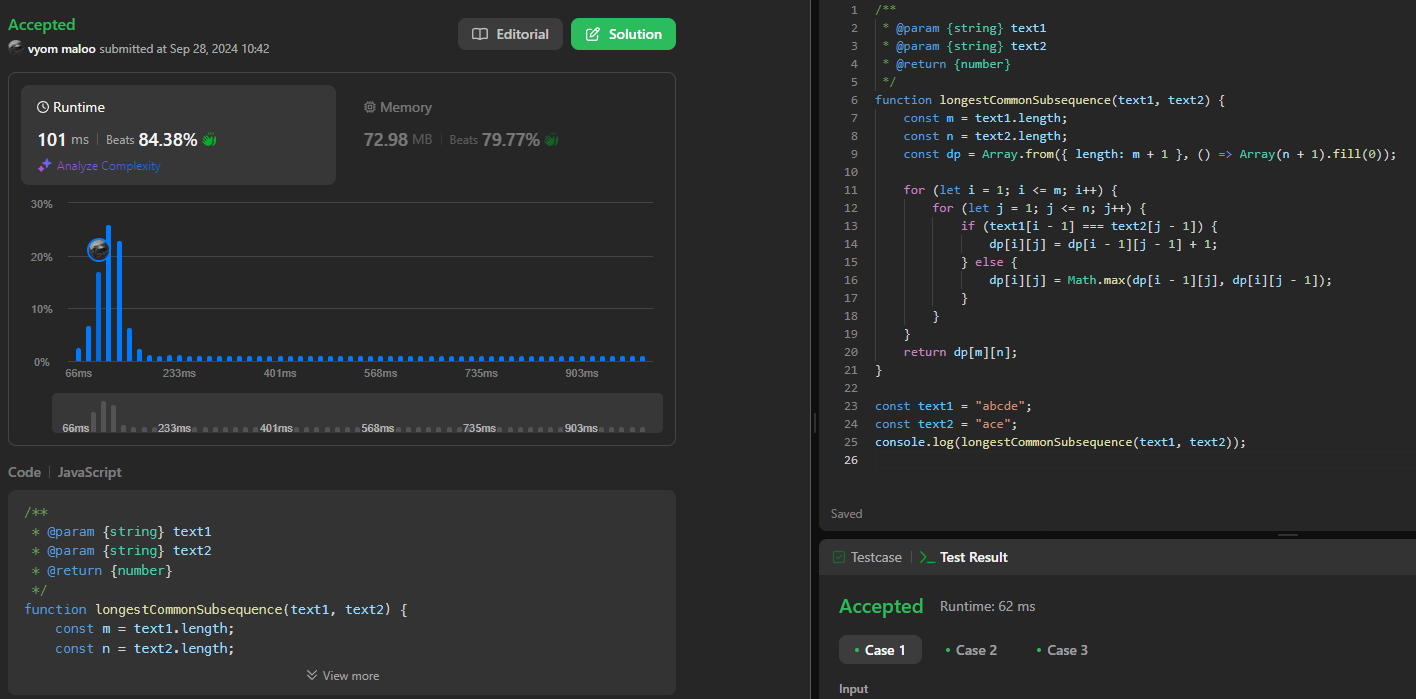 Accepted
vyom maloo submitted at Sep 28, 2024 10:42
Editorial
Solution
Runtime
101 ms | Beats 84.38%
Analyze Complexity
Memory
72.98 MB | Beats 79.77%
30%
20%
10%
0%
66ms 233ms 401ms 568ms 735ms 903ms
66ms 233ms 401ms 568ms 735ms 903ms
Code | JavaScript
/**
 * @param {string} text1
 * @param {string} text2
 * @return {number}
 */
function longestCommonSubsequence(text1, text2) {
    const m = text1.length;
    const n = text2.length;
View more
1 /**
2  * @param {string} text1
3  * @param {string} text2
4  * @return {number}
5  */
6 function longestCommonSubsequence(text1, text2) {
7     const m = text1.length;
8     const n = text2.length;
9     const dp = Array.from({ length: m + 1 }, () => Array(n + 1).fill(0));
10
11     for (let i = 1; i <= m; i++) {
12         for (let j = 1; j <= n; j++) {
13             if (text1[i - 1] === text2[j - 1]) {
14                 dp[i][j] = dp[i - 1][j - 1] + 1;
15             } else {
16                 dp[i][j] = Math.max(dp[i - 1][j], dp[i][j - 1]);
17             }
18         }
19     }
20     return dp[m][n];
21 }
22
23 const text1 = "abcde";
24 const text2 = "ace";
25 console.log(longestCommonSubsequence(text1, text2));
26
Saved
Testcase | >_ Test Result
Accepted Runtime: 62 ms
• Case 1 • Case 2 • Case 3
Input